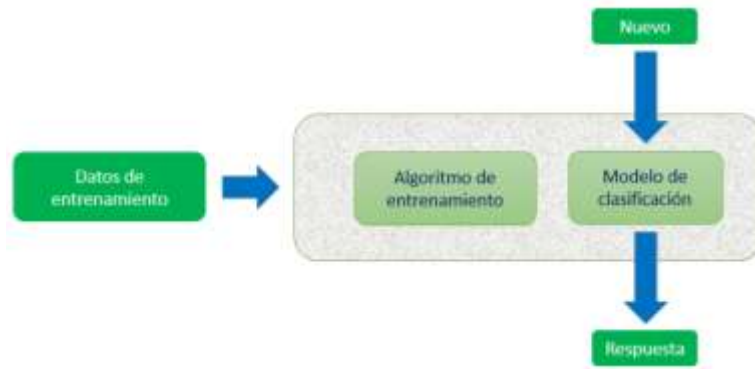 Nuevo
Datos de
entrenamiento
Algoritmo de
entrenamiento
Modelo de
clasificación
Respuesta